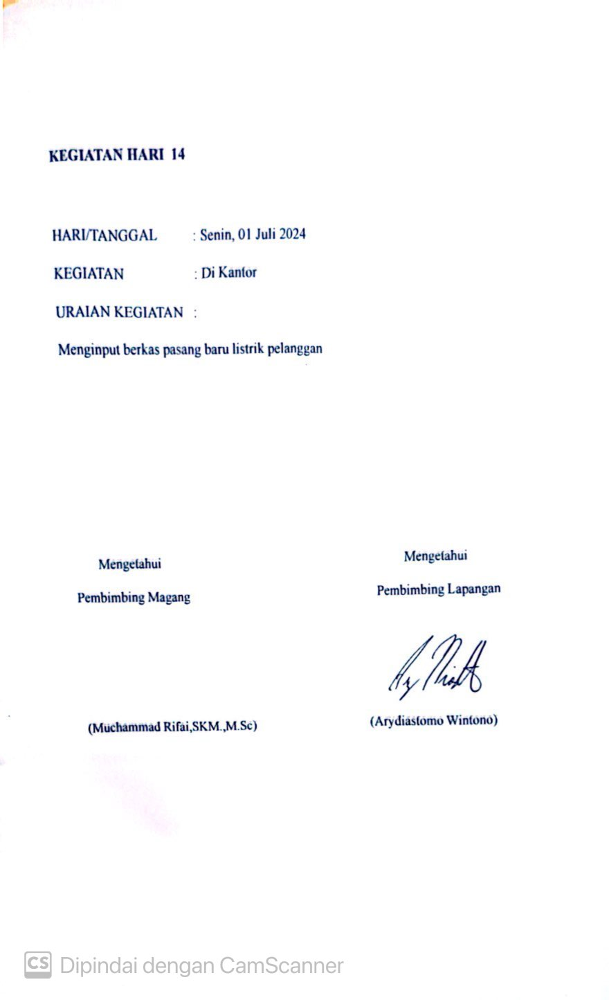 KEGIATAN HARI 14
HARI/TANGGAL : Senin, 01 Juli 2024
KEGIATAN : Di Kantor
URAIAN KEGIATAN :
Menginput berkas pasang baru listrik pelanggan
Mengetahui Mengetahui
Pembimbing Magang Pembimbing Lapangan
(Muchammad Rifai,SKM.,M.Sc) (Arydiastomo Wintono)
CS Dipindai dengan CamScanner